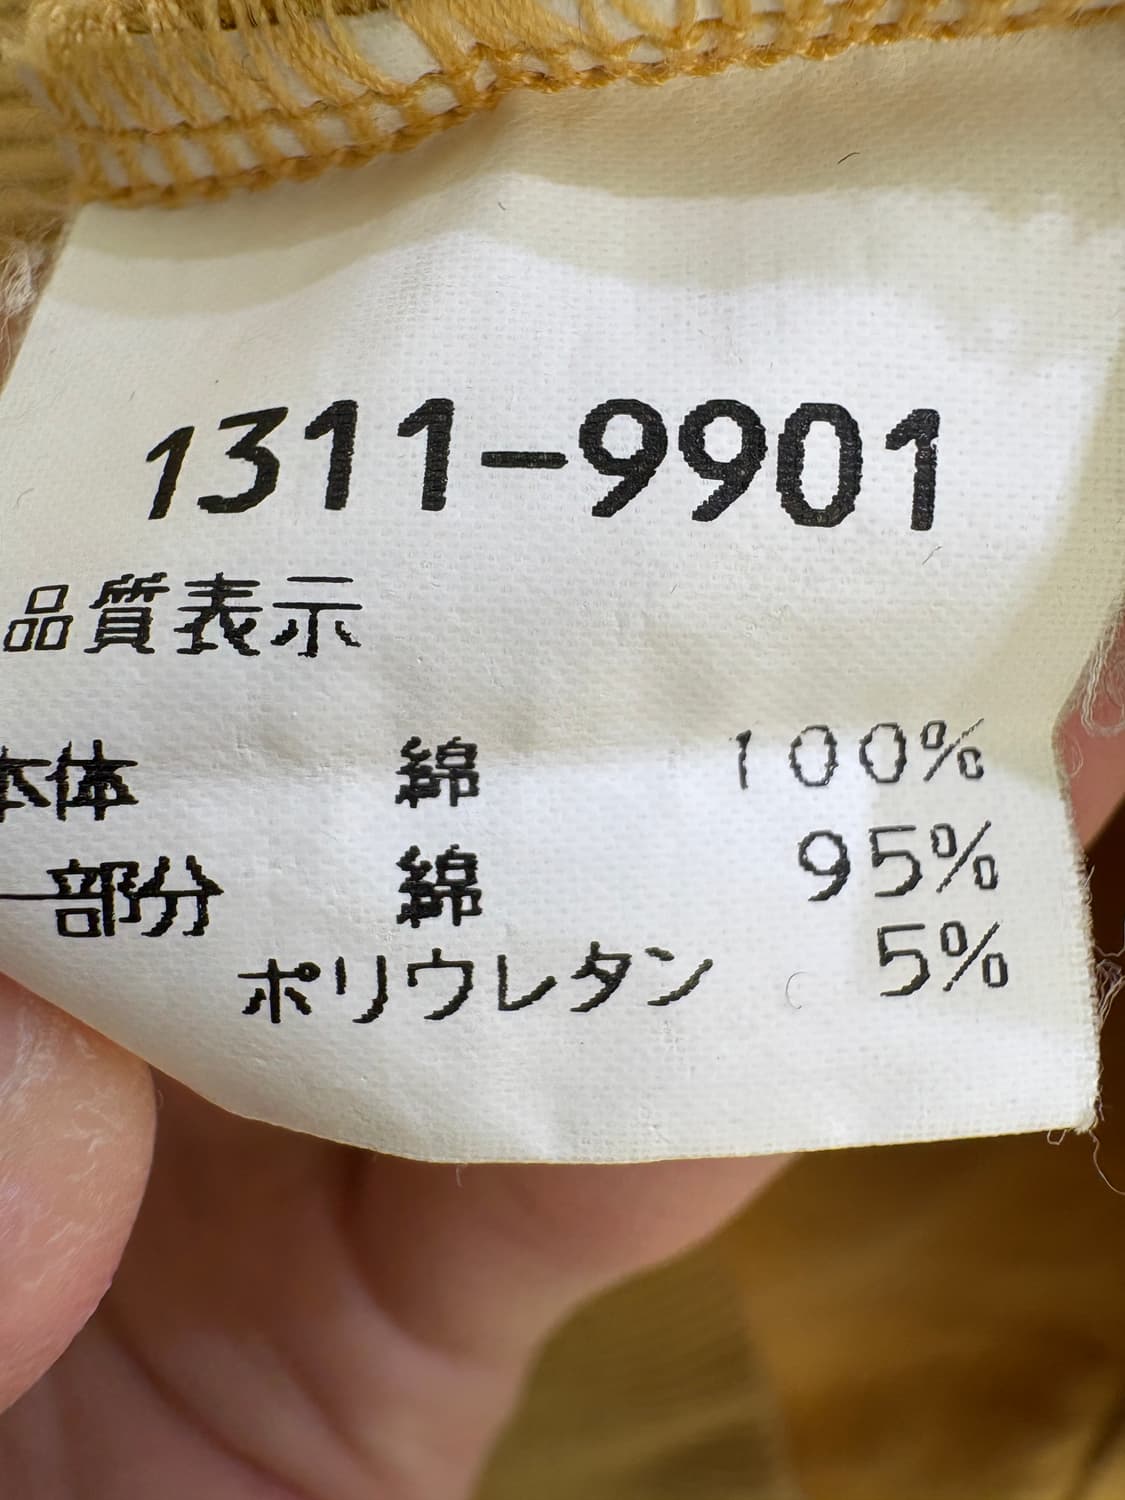 1311-9901
品質表示
本体 綿 100%
一部分 綿 95%
ポリウレタン 5%